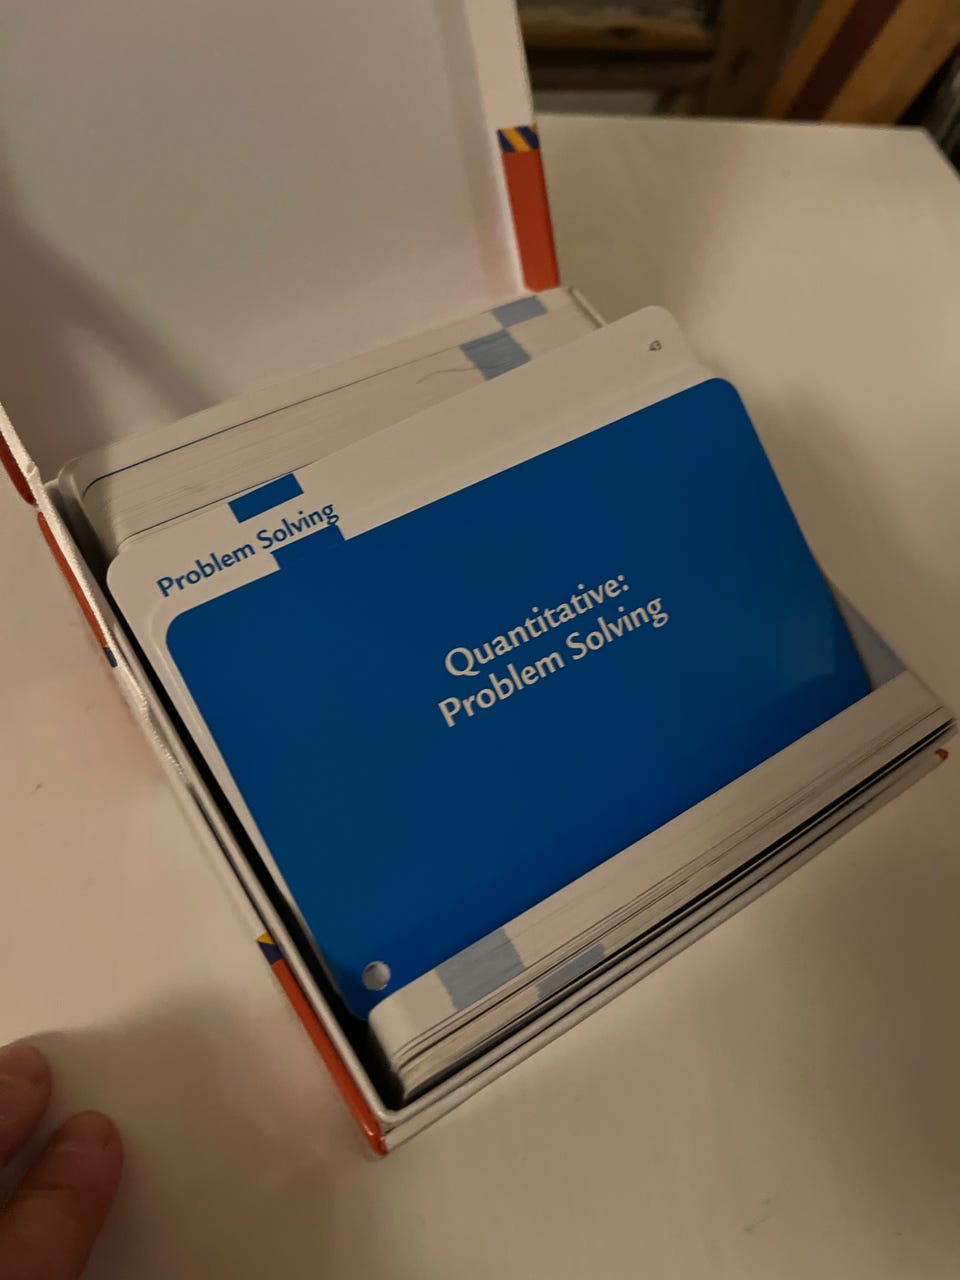 43
Problem Solving
Quantitative:
Problem Solving